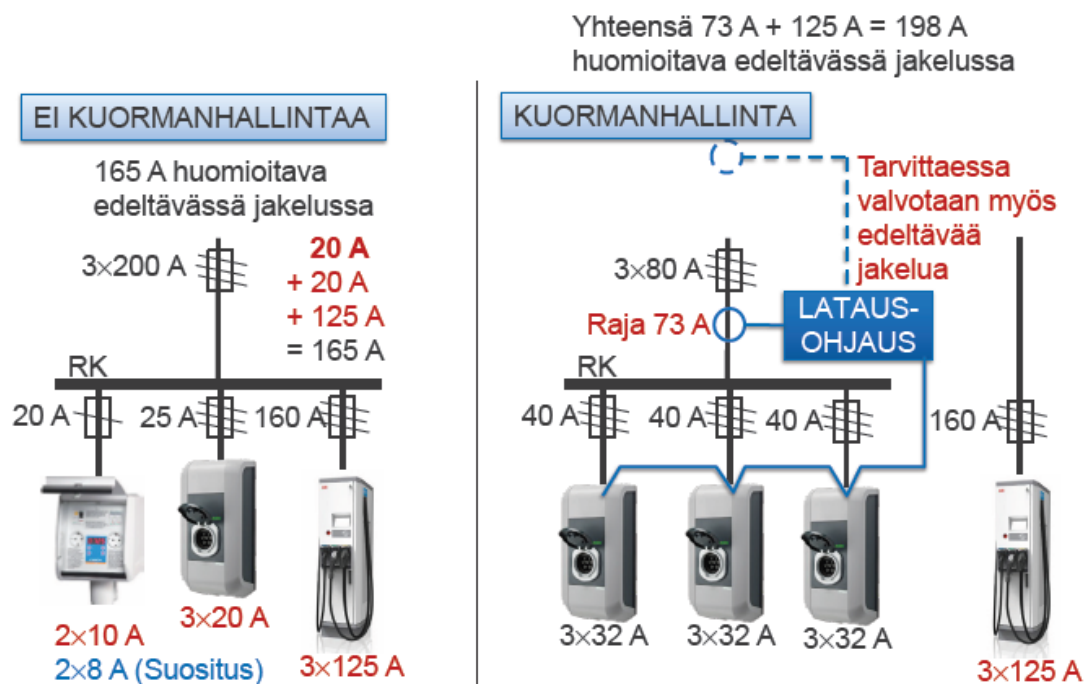 Yhteensä 73 A + 125 A = 198 A
huomioitava edeltävässä jakelussa
EI KUORMANHALLINTAA
165 A huomioitava
edeltävässä jakelussa
3×200 A
20 A
+ 20 A
+ 125 A
= 165 A
RK
20 A
25 A
160 A
2×10 A
2×8 A (Suositus)
3×20 A
3×125 A
KUORMANHALLINTA
Tarvittaessa
valvotaan myös
edeltävää
jakelua
3×80 A
Raja 73 A
LATAUS-
OHJAUS
RK
40 A
40 A
40 A
160 A
3×32 A
3×32 A
3×32 A
3×125 A